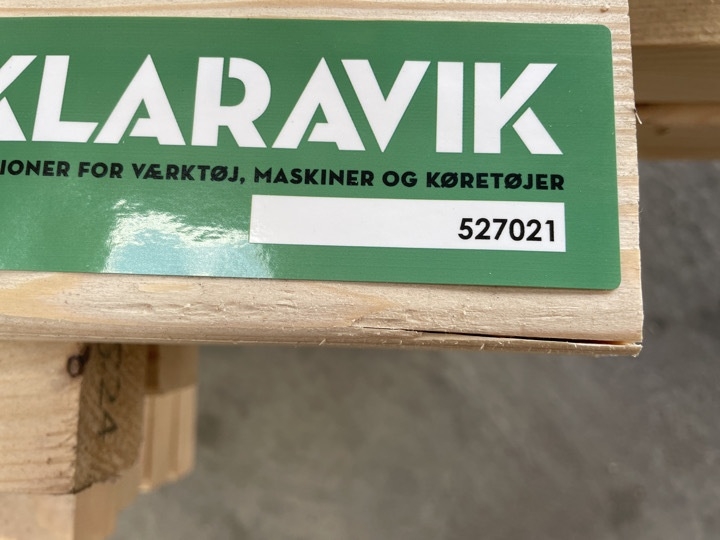 KLARAVIK
IONER FOR VÆRKTØJ, MASKINER OG KØRETØJER
527021